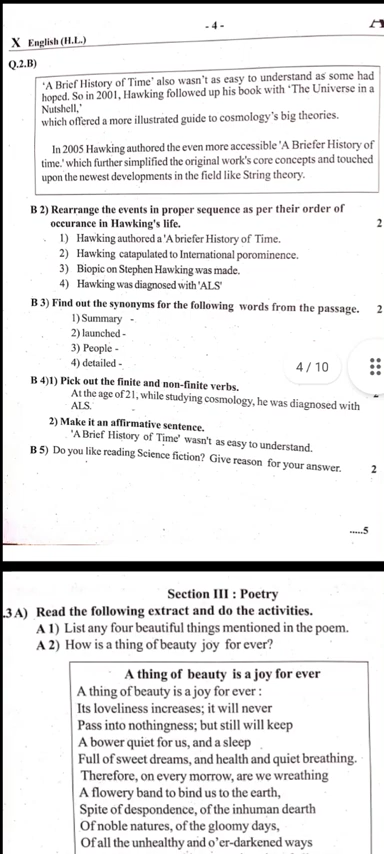 - 4 -
X English (H.L.)
Q.2.B)
'A Brief History of Time' also wasn't as easy to understand as some had
hoped. So in 2001, Hawking followed up his book with 'The Universe in a
Nutshell,'
which offered a more illustrated guide to cosmology's big theories.
In 2005 Hawking authored the even more accessible 'A Briefer History of
time.' which further simplified the original work's core concepts and touched
upon the newest developments in the field like String theory.
B 2) Rearrange the events in proper sequence as per their order of
occurance in Hawking's life. 2
1) Hawking authored a 'A briefer History of Time.
2) Hawking catapulated to International porominence.
3) Biopic on Stephen Hawking was made.
4) Hawking was diagnosed with 'ALS'
B 3) Find out the synonyms for the following words from the passage. 2
1) Summary -
2) launched -
3) People -
4) detailed -
4 / 10
B 4)1) Pick out the finite and non-finite verbs.
At the age of 21, while studying cosmology, he was diagnosed with
ALS.
2) Make it an affirmative sentence.
'A Brief History of Time' wasn't as easy to understand.
B 5) Do you like reading Science fiction? Give reason for your answer. 2
.....5
Section III : Poetry
.3 A) Read the following extract and do the activities.
A 1) List any four beautiful things mentioned in the poem.
A 2) How is a thing of beauty joy for ever?
A thing of beauty is a joy for ever
A thing of beauty is a joy for ever :
Its loveliness increases; it will never
Pass into nothingness; but still will keep
A bower quiet for us, and a sleep
Full of sweet dreams, and health and quiet breathing.
Therefore, on every morrow, are we wreathing
A flowery band to bind us to the earth,
Spite of despondence, of the inhuman dearth
Of noble natures, of the gloomy days,
Of all the unhealthy and o'er-darkened ways